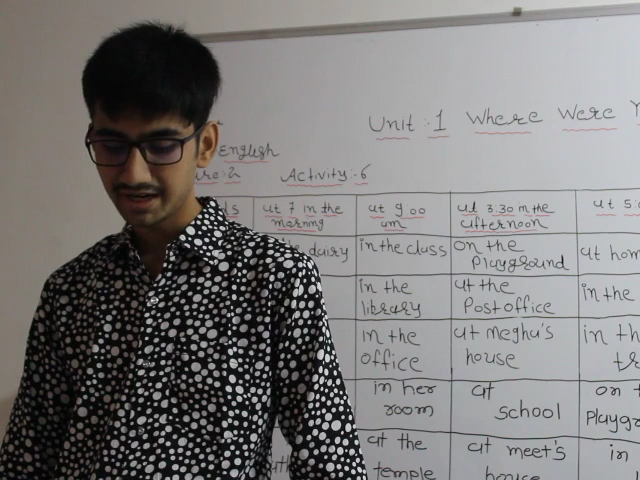 Unit :- 1 Where Were
English
Activity :- 6
at 7 in the morning
at 9.00 am
at 3.30 in the afternoon
at 5:
dairy
in the class
on the playground
at hom
in the library
at the Post office
in the
in the office
at megha's house
in th
tr
in her room
at school
on t
playgr
at the temple
at meet's house
in